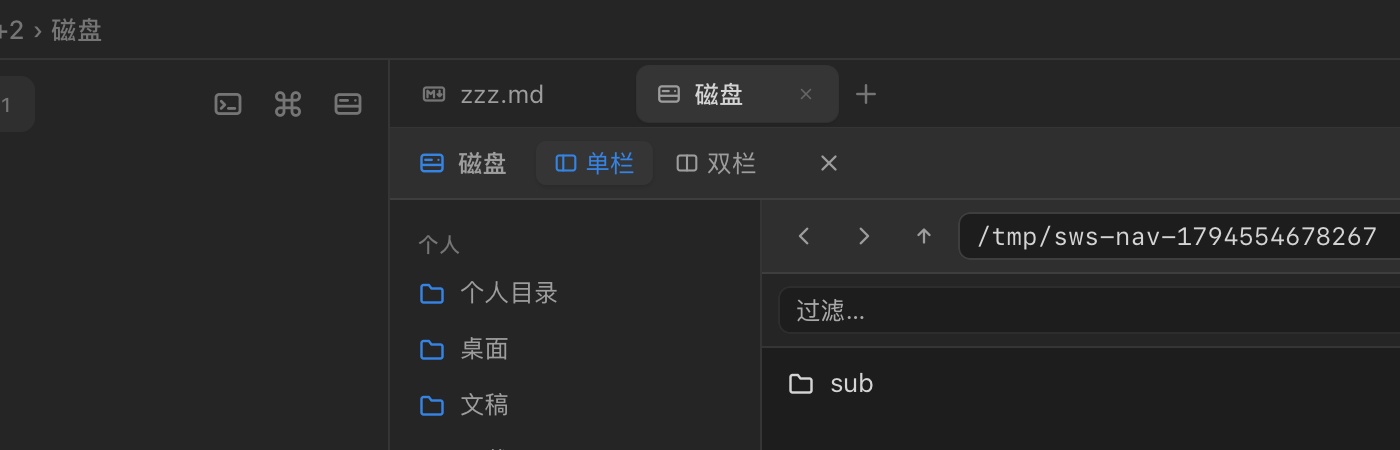 +2 › 磁盘
1
zzz.md
磁盘
磁盘 单栏 双栏
个人
个人目录
桌面
文稿
/tmp/sws-nav-1794554678267
过滤...
sub